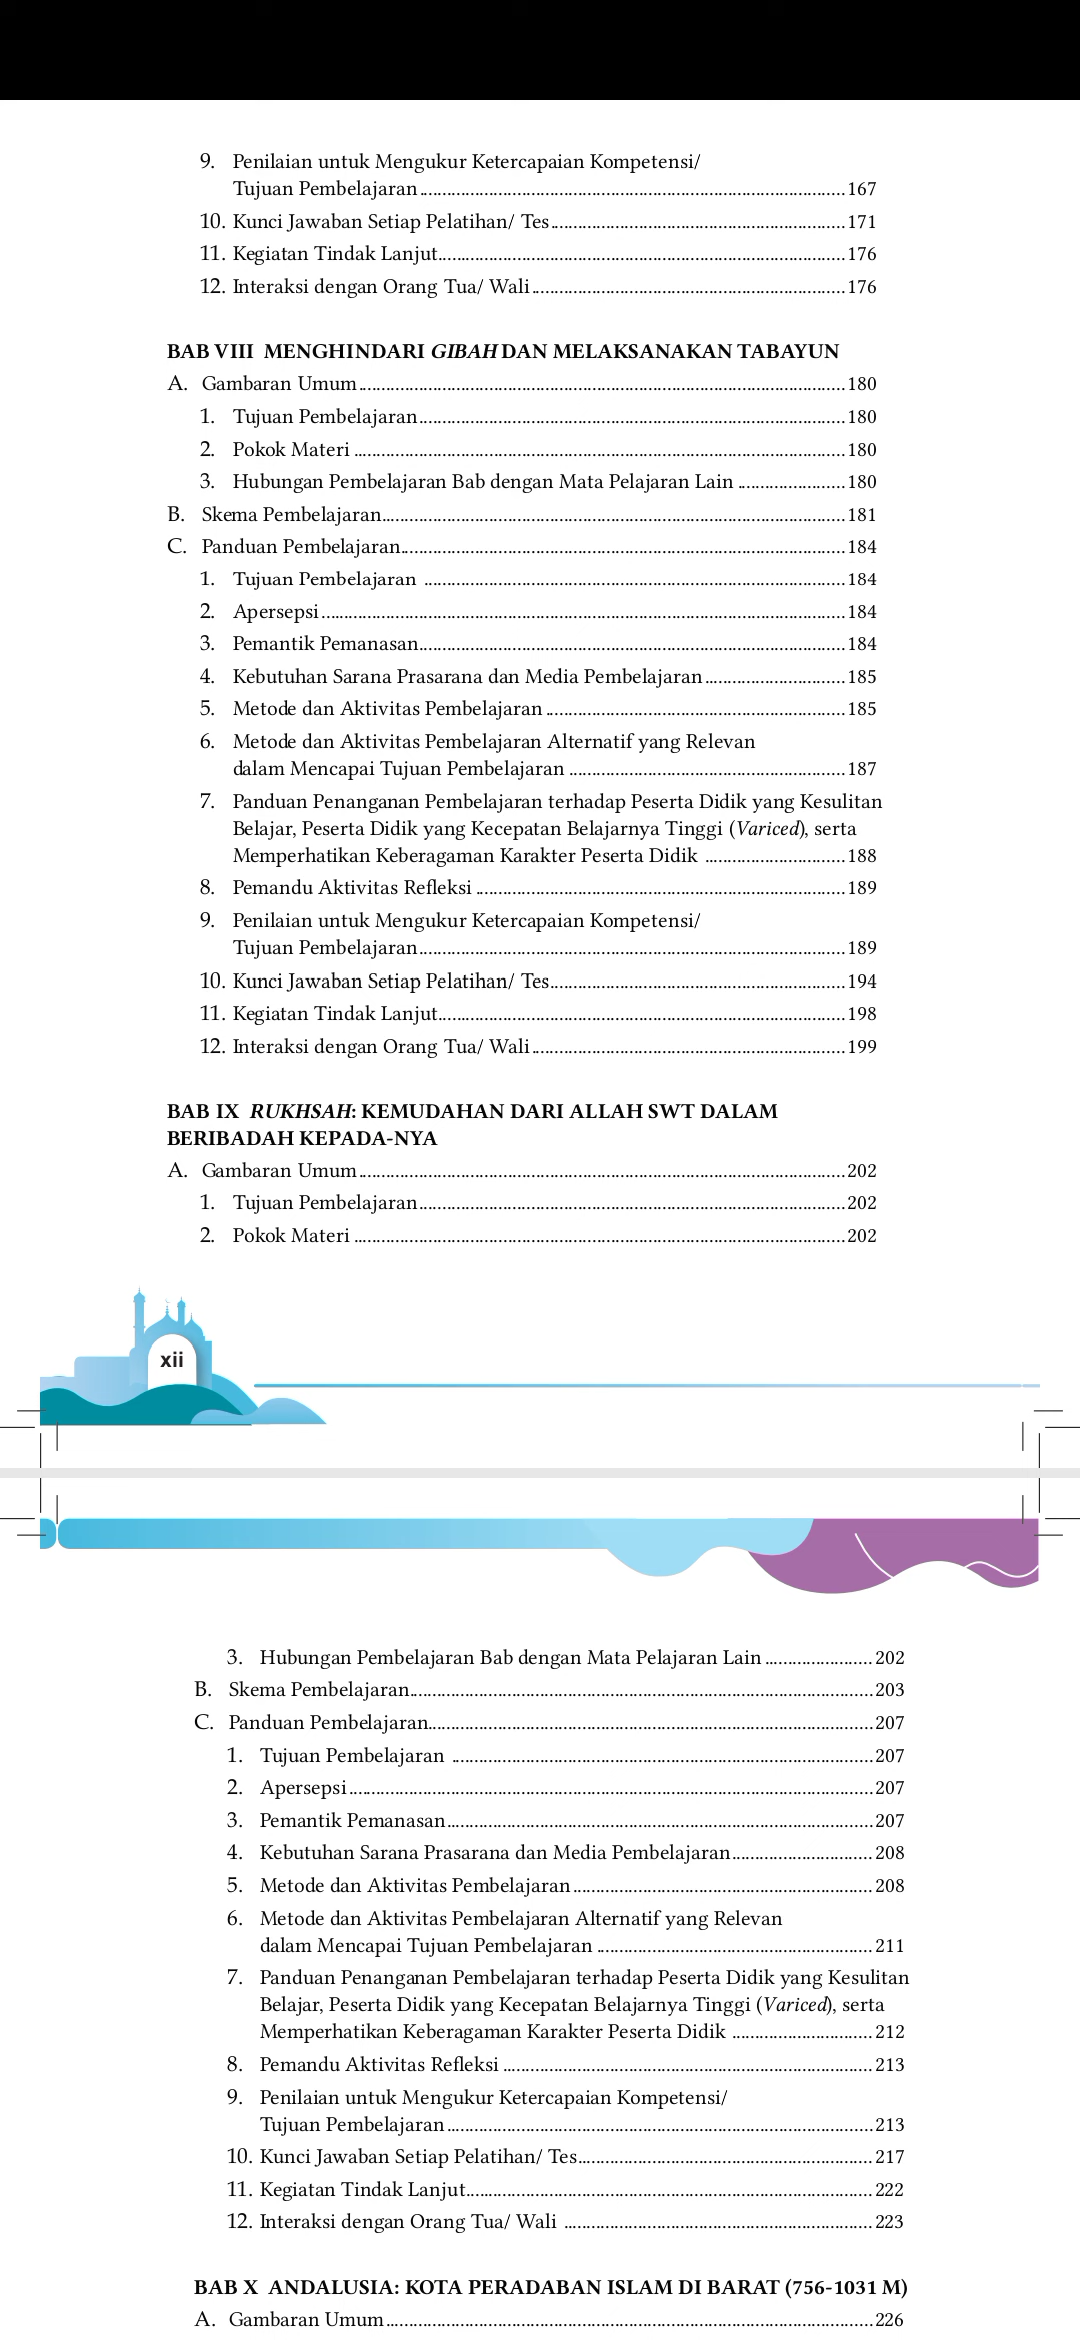 9. Penilaian untuk Mengukur Ketercapaian Kompetensi/
Tujuan Pembelajaran........................................................................167
10. Kunci Jawaban Setiap Pelatihan/ Tes........................................................................171
11. Kegiatan Tindak Lanjut........................................................................176
12. Interaksi dengan Orang Tua/ Wali........................................................................176
BAB VIII MENGHINDARI GIBAH DAN MELAKSANAKAN TABAYUN
A. Gambaran Umum........................................................................180
1. Tujuan Pembelajaran........................................................................180
2. Pokok Materi ........................................................................180
3. Hubungan Pembelajaran Bab dengan Mata Pelajaran Lain ........................180
B. Skema Pembelajaran........................................................................181
C. Panduan Pembelajaran........................................................................184
1. Tujuan Pembelajaran ........................................................................184
2. Apersepsi........................................................................184
3. Pemantik Pemanasan........................................................................184
4. Kebutuhan Sarana Prasarana dan Media Pembelajaran................................185
5. Metode dan Aktivitas Pembelajaran ........................................................................185
6. Metode dan Aktivitas Pembelajaran Alternatif yang Relevan
dalam Mencapai Tujuan Pembelajaran ................................................................187
7. Panduan Penanganan Pembelajaran terhadap Peserta Didik yang Kesulitan
Belajar, Peserta Didik yang Kecepatan Belajarnya Tinggi (Variced), serta
Memperhatikan Keberagaman Karakter Peserta Didik ................................188
8. Pemandu Aktivitas Refleksi ........................................................................189
9. Penilaian untuk Mengukur Ketercapaian Kompetensi/
Tujuan Pembelajaran........................................................................189
10. Kunci Jawaban Setiap Pelatihan/ Tes........................................................................194
11. Kegiatan Tindak Lanjut........................................................................198
12. Interaksi dengan Orang Tua/ Wali........................................................................199
BAB IX RUKHSAH: KEMUDAHAN DARI ALLAH SWT DALAM
BERIBADAH KEPADA-NYA
A. Gambaran Umum........................................................................202
1. Tujuan Pembelajaran........................................................................202
2. Pokok Materi ........................................................................202
xii
3. Hubungan Pembelajaran Bab dengan Mata Pelajaran Lain ........................202
B. Skema Pembelajaran........................................................................203
C. Panduan Pembelajaran........................................................................207
1. Tujuan Pembelajaran ........................................................................207
2. Apersepsi........................................................................207
3. Pemantik Pemanasan........................................................................207
4. Kebutuhan Sarana Prasarana dan Media Pembelajaran................................208
5. Metode dan Aktivitas Pembelajaran........................................................................208
6. Metode dan Aktivitas Pembelajaran Alternatif yang Relevan
dalam Mencapai Tujuan Pembelajaran ................................................................211
7. Panduan Penanganan Pembelajaran terhadap Peserta Didik yang Kesulitan
Belajar, Peserta Didik yang Kecepatan Belajarnya Tinggi (Variced), serta
Memperhatikan Keberagaman Karakter Peserta Didik ................................212
8. Pemandu Aktivitas Refleksi ........................................................................213
9. Penilaian untuk Mengukur Ketercapaian Kompetensi/
Tujuan Pembelajaran........................................................................213
10. Kunci Jawaban Setiap Pelatihan/ Tes........................................................................217
11. Kegiatan Tindak Lanjut........................................................................222
12. Interaksi dengan Orang Tua/ Wali ........................................................................223
BAB X ANDALUSIA: KOTA PERADABAN ISLAM DI BARAT (756-1031 M)
A. Gambaran Umum........................................................................226